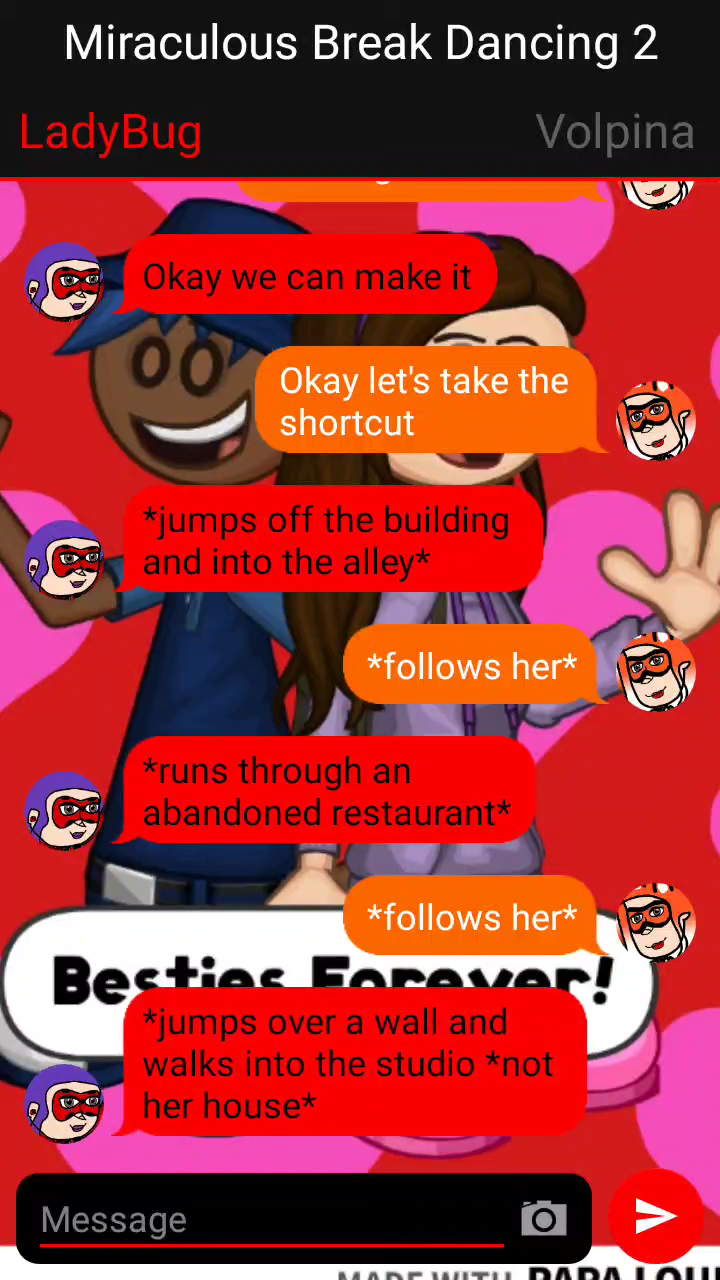 Miraculous Break Dancing 2
LadyBug
Volpina
Okay we can make it
Okay let's take the
shortcut
*jumps off the building
and into the alley*
*follows her*
*runs through an
abandoned restaurant*
*follows her*
Besties Forever!
*jumps over a wall and
walks into the studio *not
her house*
Message
MADE WITH PAPA LOUI